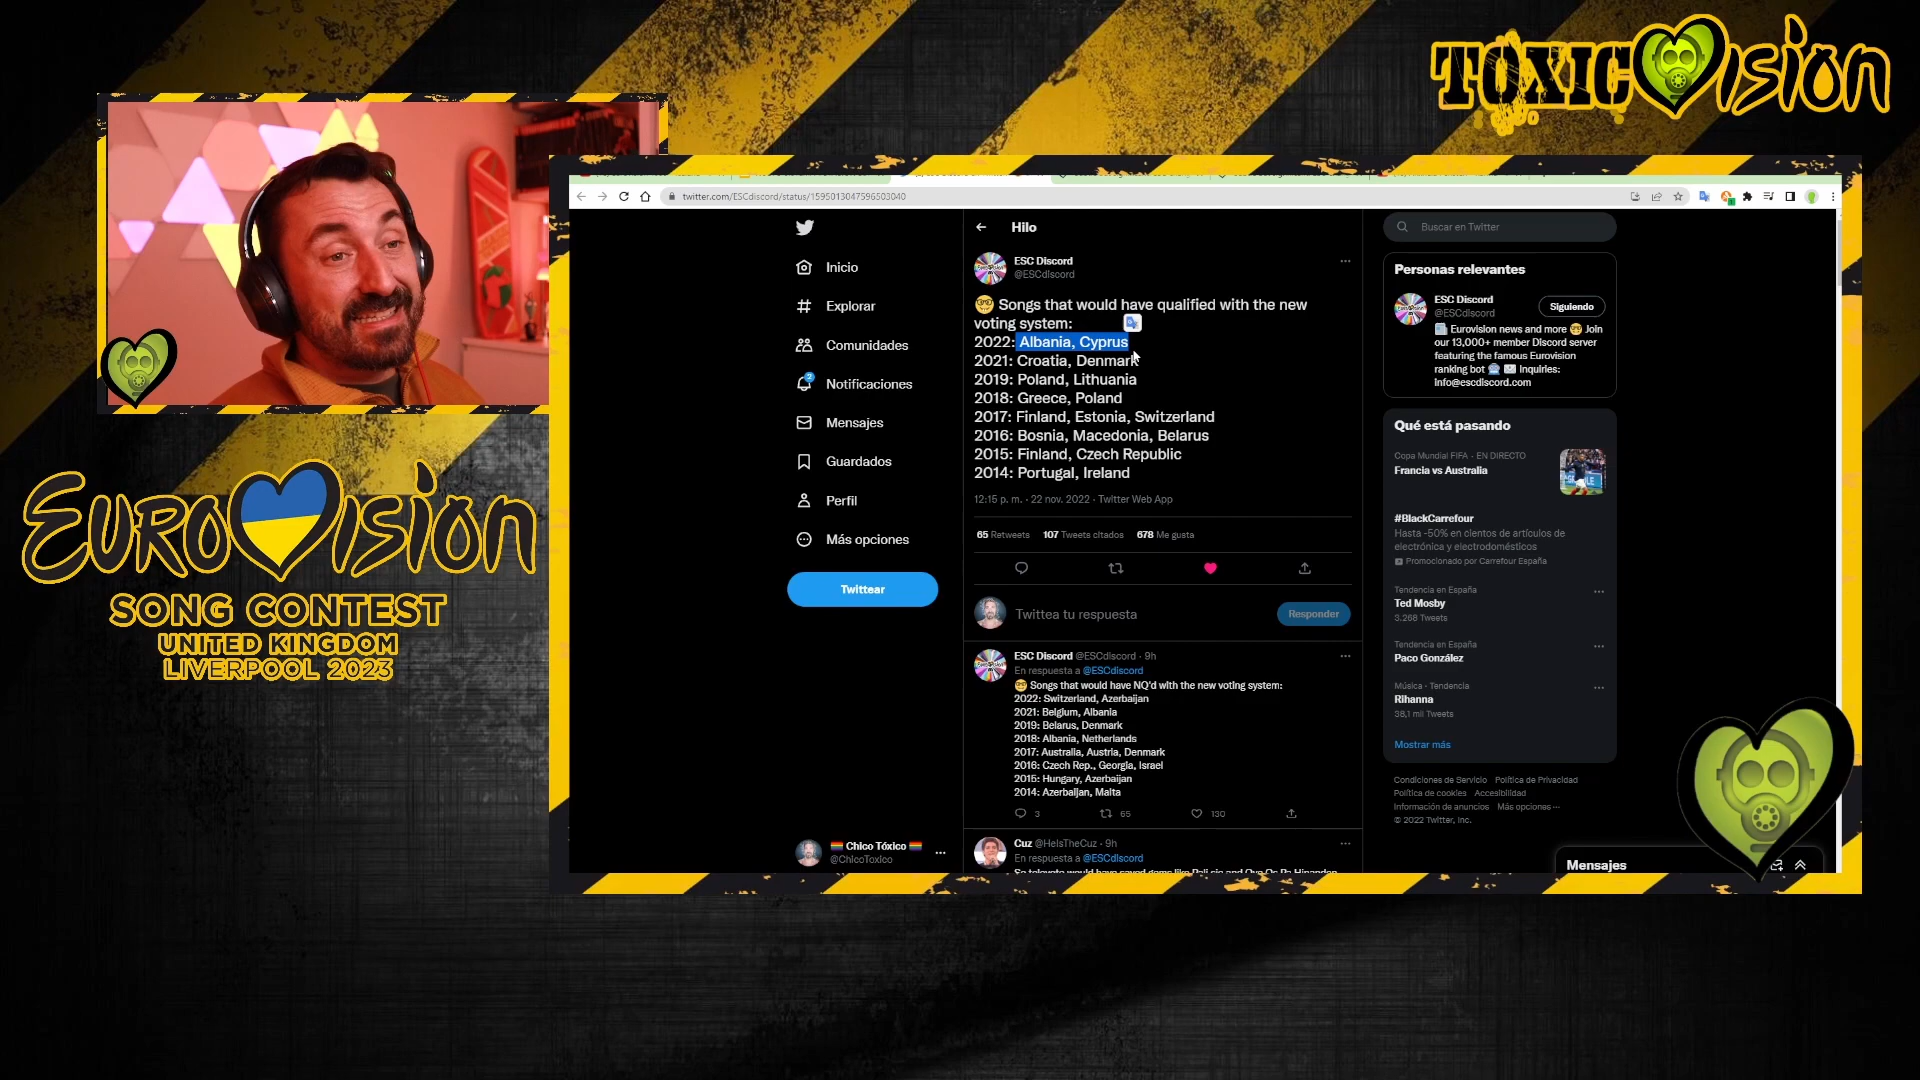 TOXICVISION
EUROVISION
SONG CONTEST
UNITED KINGDOM
LIVERPOOL 2023
twitter.com/ESCdiscord/status/1595013047596503040
Inicio
Explorar
Comunidades
2
Notificaciones
Mensajes
Guardados
Perfil
Más opciones
Twittear
Chico Tóxico
@ChicoToxico
Hilo
ESC Discord
@ESCdiscord
Songs that would have qualified with the new
voting system:
2022: Albania, Cyprus
2021: Croatia, Denmark
2019: Poland, Lithuania
2018: Greece, Poland
2017: Finland, Estonia, Switzerland
2016: Bosnia, Macedonia, Belarus
2015: Finland, Czech Republic
2014: Portugal, Ireland
12:15 p. m. · 22 nov. 2022 · Twitter Web App
65 Retweets 107 Tweets citados 678 Me gusta
Twittea tu respuesta
Responder
ESC Discord @ESCdiscord · 9h
En respuesta a @ESCdiscord
Songs that would have NQ'd with the new voting system:
2022: Switzerland, Azerbaijan
2021: Belgium, Albania
2019: Belarus, Denmark
2018: Albania, Netherlands
2017: Australia, Austria, Denmark
2016: Czech Rep., Georgia, Israel
2015: Hungary, Azerbaijan
2014: Azerbaijan, Malta
3 65 130
Cuz @HeIsTheCuz · 9h
En respuesta a @ESCdiscord
Buscar en Twitter
Personas relevantes
ESC Discord
@ESCdiscord
Siguiendo
Eurovision news and more Join
our 13,000+ member Discord server
featuring the famous Eurovision
ranking bot Inquiries:
info@escdiscord.com
Qué está pasando
Copa Mundial FIFA · EN DIRECTO
Francia vs Australia
#BlackCarrefour
Hasta -50% en cientos de artículos de
electrónica y electrodomésticos
Promocionado por Carrefour España
Tendencia en España
Ted Mosby
3.268 Tweets
Tendencia en España
Paco González
Música · Tendencia
Rihanna
38,1 mil Tweets
Mostrar más
Condiciones de Servicio Política de Privacidad
Política de cookies Accesibilidad
Información de anuncios Más opciones ···
© 2022 Twitter, Inc.
Mensajes